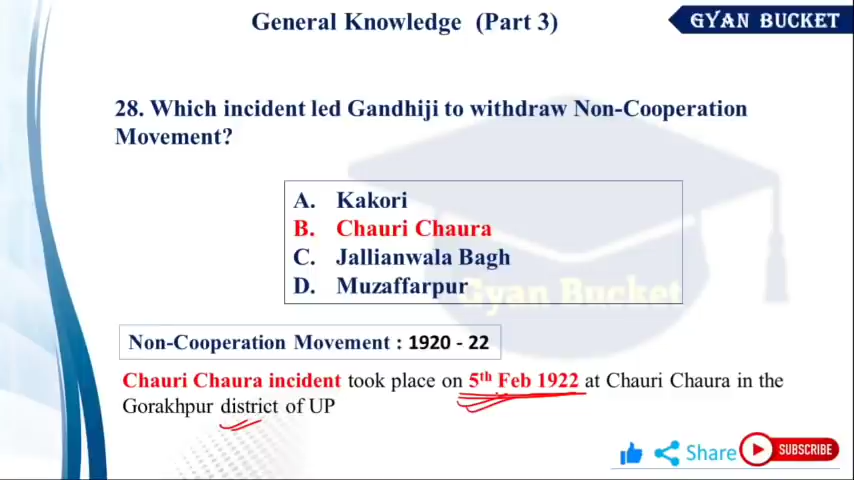 General Knowledge (Part 3)
GYAN BUCKET
28. Which incident led Gandhiji to withdraw Non-Cooperation
Movement?
A. Kakori
B. Chauri Chaura
C. Jallianwala Bagh
D. Muzaffarpur
Gyan Bucket
Non-Cooperation Movement : 1920 - 22
Chauri Chaura incident took place on 5th Feb 1922 at Chauri Chaura in the
Gorakhpur district of UP
Share
SUBSCRIBE